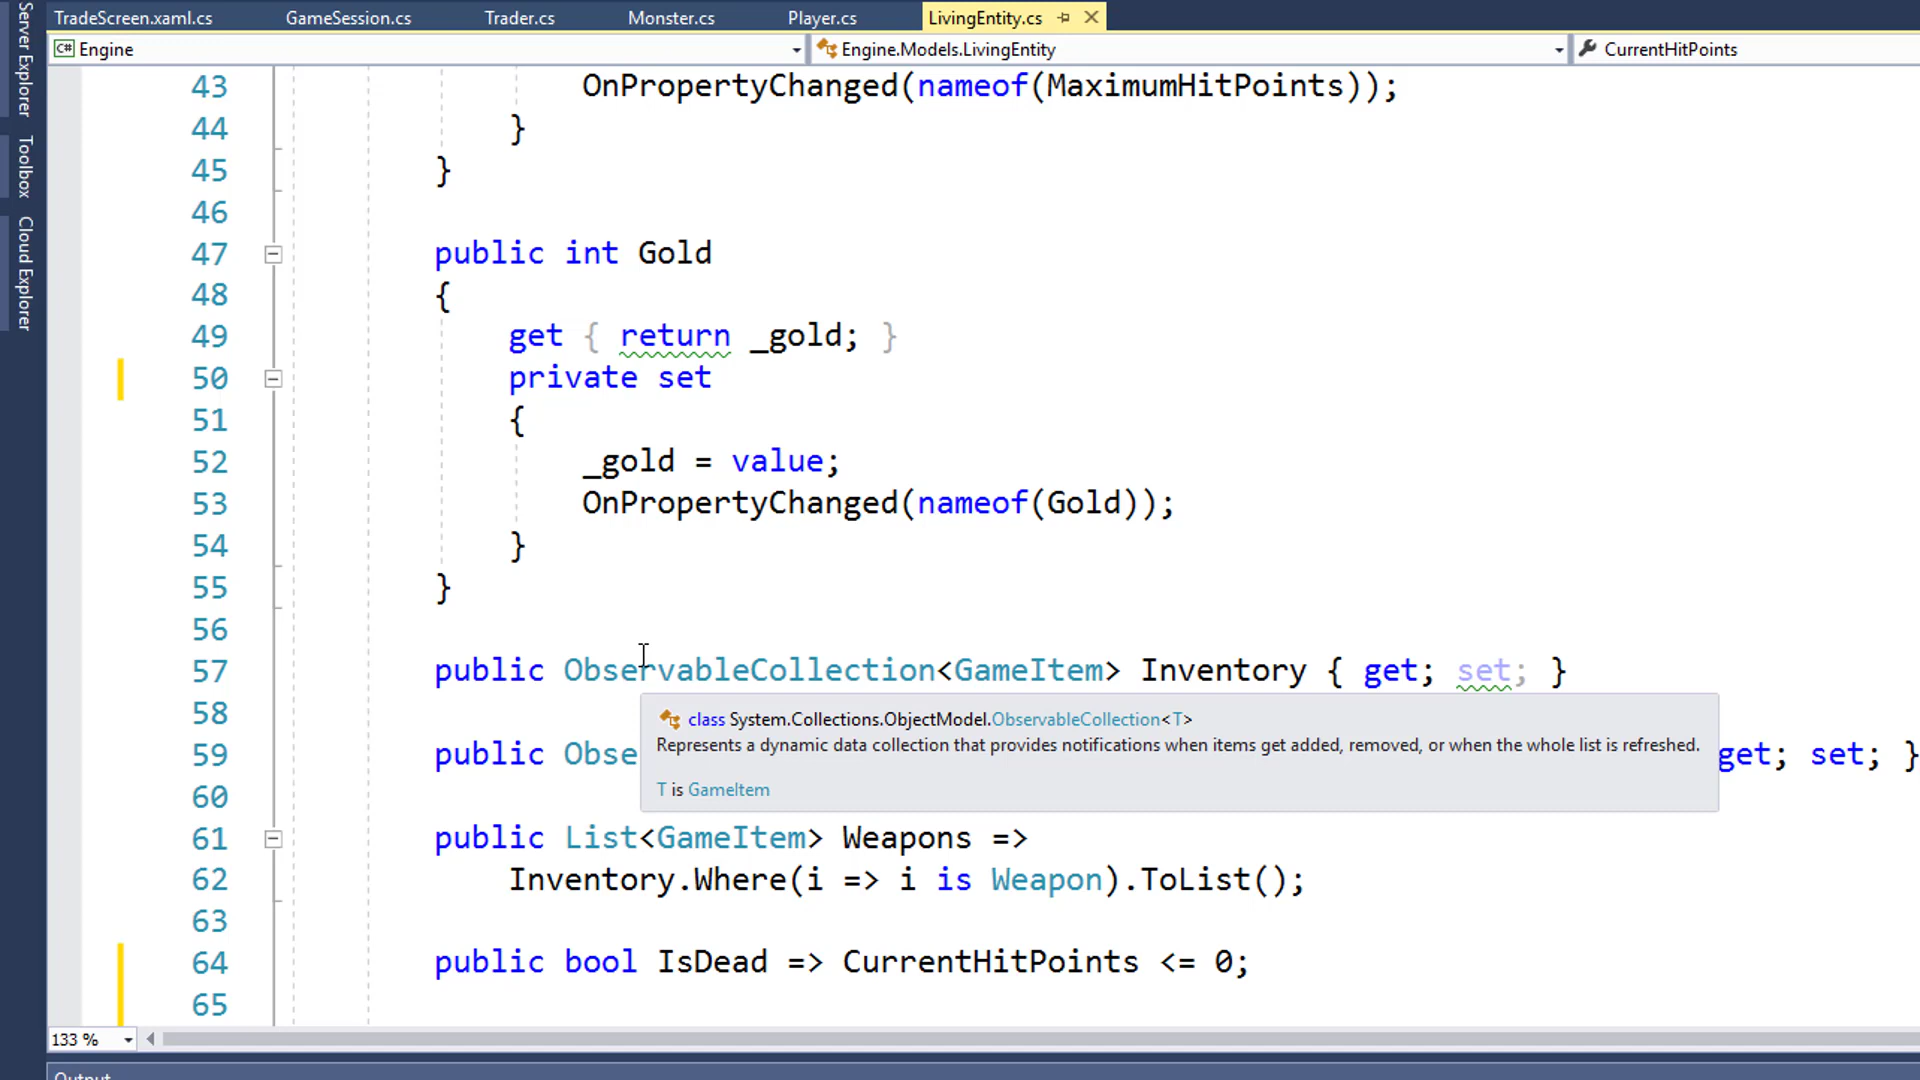 TradeScreen.xaml.cs GameSession.cs Trader.cs Monster.cs Player.cs LivingEntity.cs
C# Engine Engine.Models.LivingEntity CurrentHitPoints
Server Explorer
Toolbox
Cloud Explorer
43 OnPropertyChanged(nameof(MaximumHitPoints));
44 }
45 }
46
47 public int Gold
48 {
49 get { return _gold; }
50 private set
51 {
52 _gold = value;
53 OnPropertyChanged(nameof(Gold));
54 }
55 }
56
57 public ObservableCollection<GameItem> Inventory { get; set; }
58
class System.Collections.ObjectModel.ObservableCollection<T>
Represents a dynamic data collection that provides notifications when items get added, removed, or when the whole list is refreshed.
T is GameItem
59 public Obse get; set; }
60
61 public List<GameItem> Weapons =>
62 Inventory.Where(i => i is Weapon).ToList();
63
64 public bool IsDead => CurrentHitPoints <= 0;
65
133 %
Output